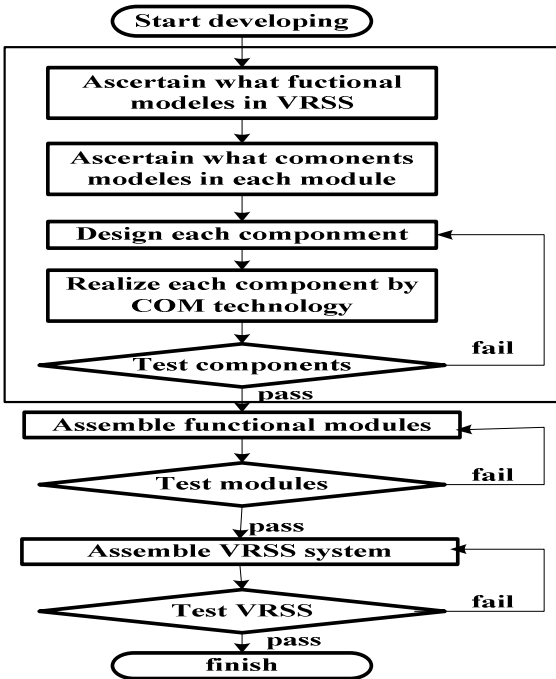 Start developing
Ascertain what fuctional
modeles in VRSS
Ascertain what comonents
modeles in each module
Design each componment
Realize each component by
COM technology
Test components
fail
pass
Assemble functional modules
Test modules
fail
pass
Assemble VRSS system
Test VRSS
fail
pass
finish